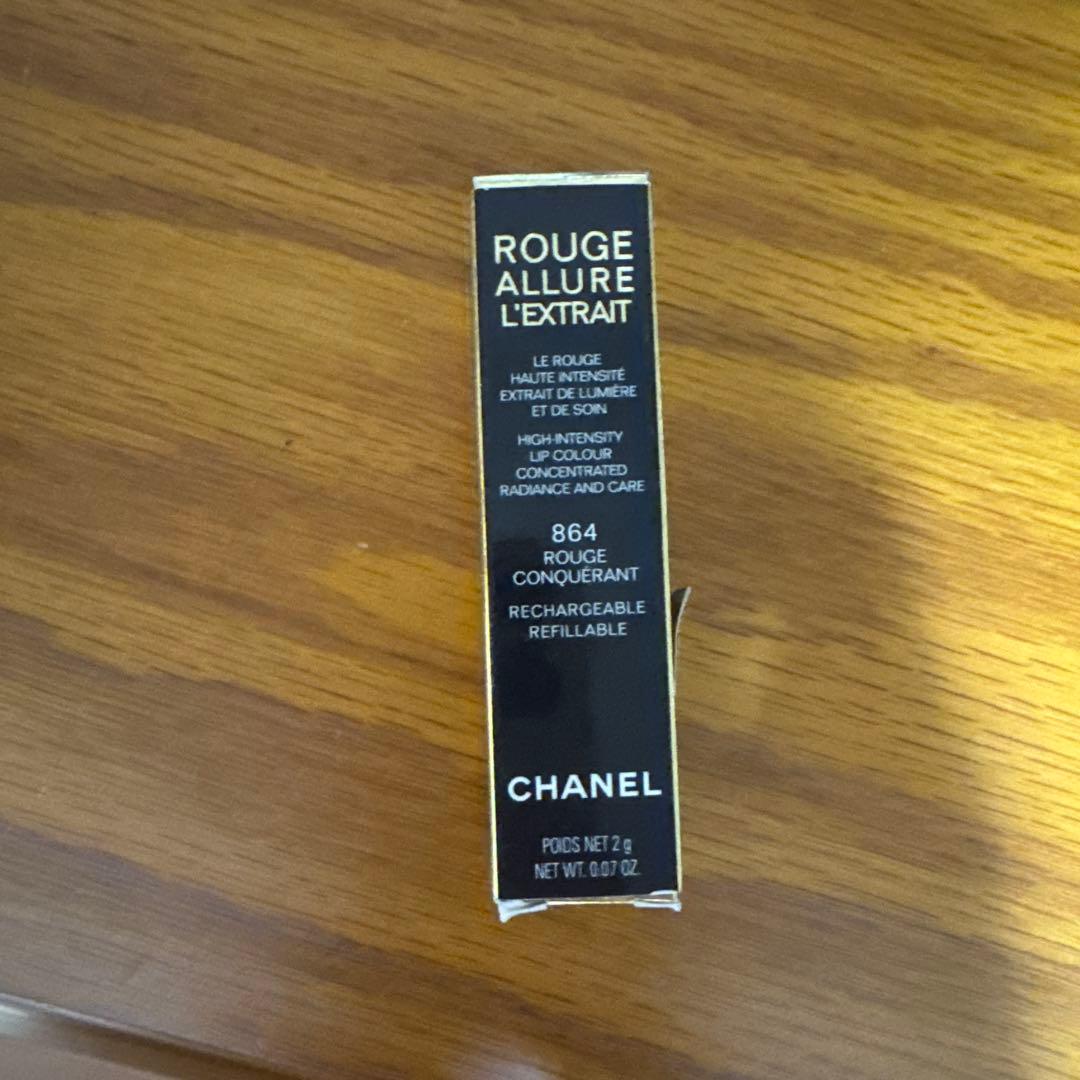 ROUGE
ALLURE
L'EXTRAIT
LE ROUGE
HAUTE INTENSITÉ
EXTRAIT DE LUMIÈRE
ET DE SOIN
HIGH-INTENSITY
LIP COLOUR
CONCENTRATED
RADIANCE AND CARE
864
ROUGE
CONQUÉRANT
RECHARGEABLE
REFILLABLE
CHANEL
POIDS NET 2 g
NET WT. 0.07 OZ.